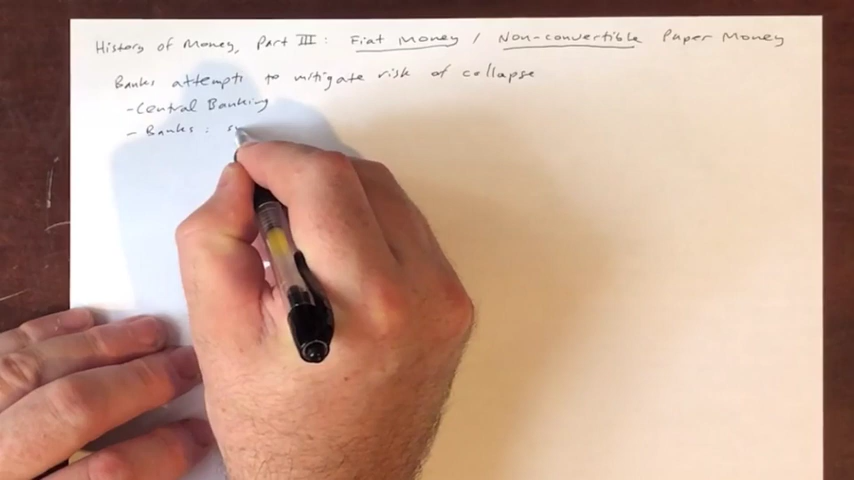 History of Money, Part III: Fiat Money / Non-convertible Paper Money
Banks attempts to mitigate risk of collapse
-Central Banking
- Banks :